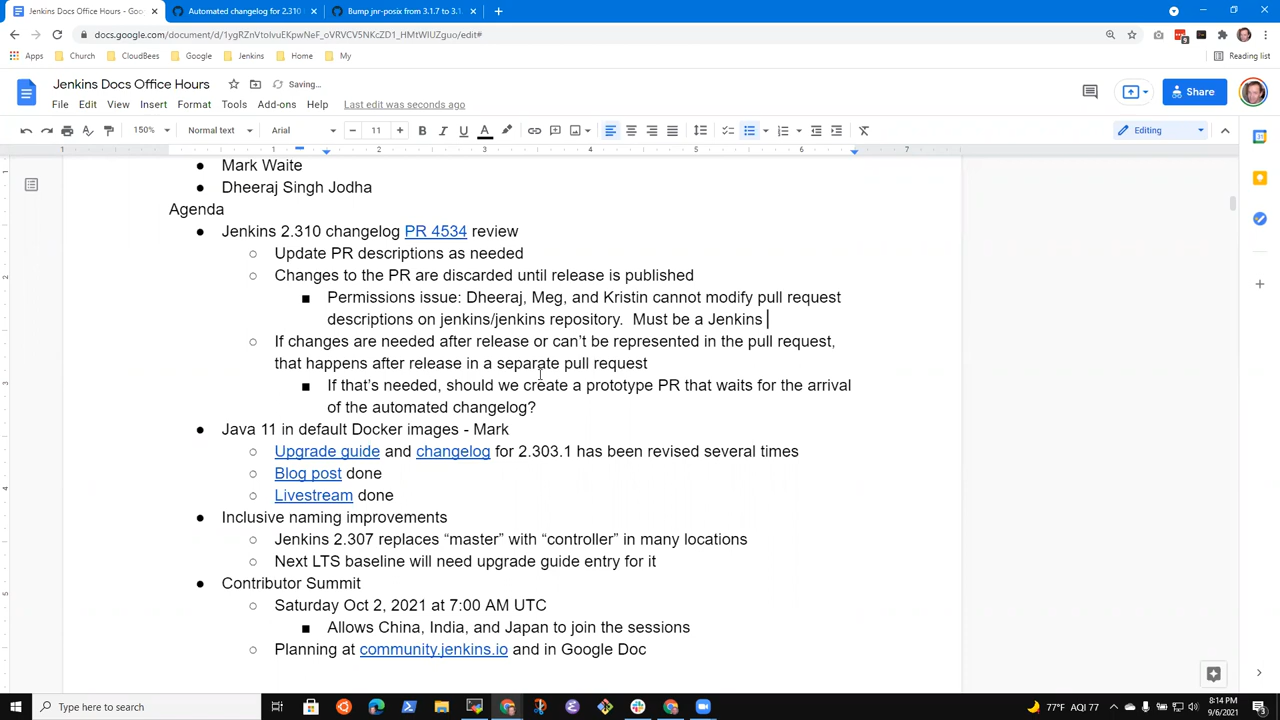 Jenkins Docs Office Hours - Goo
Automated changelog for 2.310
Bump jnr-posix from 3.1.7 to 3.1.
docs.google.com/document/d/1ygRZnVtoIvuEKpwNeF_oVRVCV5NKcZD1_HMtWIUZguo/edit#
Apps
Church
CloudBees
Google
Jenkins
Home
My
Reading list
Jenkins Docs Office Hours
Saving…
File Edit View Insert Format Tools Add-ons Help
Last edit was seconds ago
Share
150%
Normal text
Arial
11
Editing
1 1 2 3 4 5 6 7
Mark Waite
Dheeraj Singh Jodha
Agenda
Jenkins 2.310 changelog PR 4534 review
Update PR descriptions as needed
Changes to the PR are discarded until release is published
Permissions issue: Dheeraj, Meg, and Kristin cannot modify pull request
descriptions on jenkins/jenkins repository.  Must be a Jenkins
If changes are needed after release or can’t be represented in the pull request,
that happens after release in a separate pull request
If that’s needed, should we create a prototype PR that waits for the arrival
of the automated changelog?
Java 11 in default Docker images - Mark
Upgrade guide and changelog for 2.303.1 has been revised several times
Blog post done
Livestream done
Inclusive naming improvements
Jenkins 2.307 replaces “master” with “controller” in many locations
Next LTS baseline will need upgrade guide entry for it
Contributor Summit
Saturday Oct 2, 2021 at 7:00 AM UTC
Allows China, India, and Japan to join the sessions
Planning at community.jenkins.io and in Google Doc
Type here to search
77°F AQI 77
8:14 PM
9/6/2021